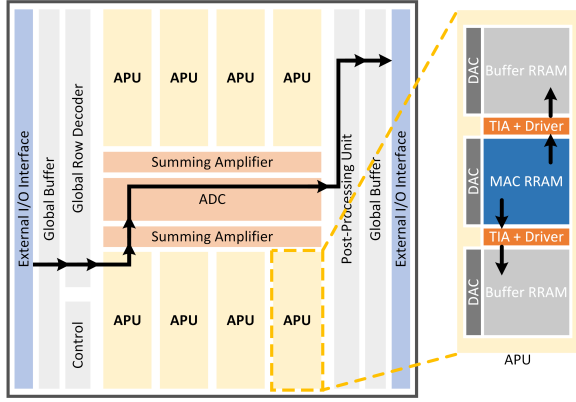 External I/O Interface
Global Buffer
Global Row Decoder
Control
APU
APU
APU
APU
Summing Amplifier
ADC
Summing Amplifier
APU
APU
APU
APU
Post-Processing Unit
Global Buffer
External I/O Interface
DAC
Buffer RRAM
TIA + Driver
DAC
MAC RRAM
TIA + Driver
DAC
Buffer RRAM
APU